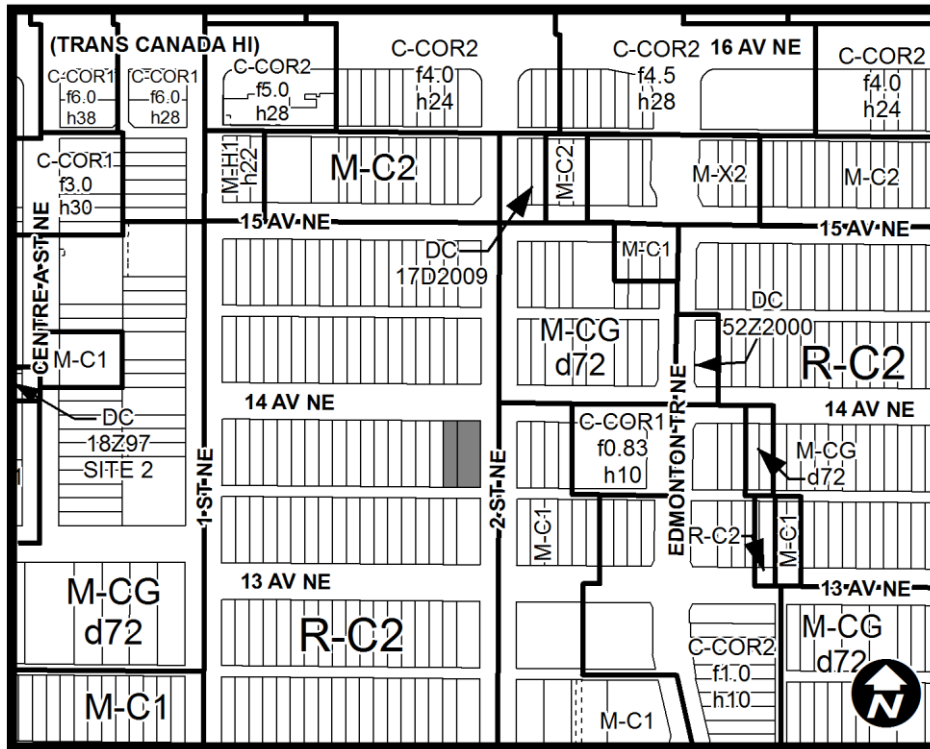 (TRANS CANADA HI)
16 AV NE
C-COR1
f6.0
h38
C-COR1
f6.0
h28
C-COR2
f5.0
h28
C-COR2
f4.0
h24
C-COR2
f4.5
h28
C-COR2
f4.0
h24
C-COR1
f3.0
h30
M-H1
h22
M-C2
M-C2
M-X2
M-C2
15 AV NE
15 AV NE
DC
17D2009
M-C1
DC
52Z2000
CENTRE A ST NE
M-C1
M-CG
d72
R-C2
DC
18Z97
SITE 2
14 AV NE
14 AV NE
C-COR1
f0.83
h10
M-CG
d72
1 ST NE
2 ST NE
EDMONTON TR NE
M-C1
R-C2
M-C1
13 AV NE
13 AV NE
M-CG
d72
R-C2
M-CG
d72
C-COR2
f1.0
h10
M-C1
M-C1
N